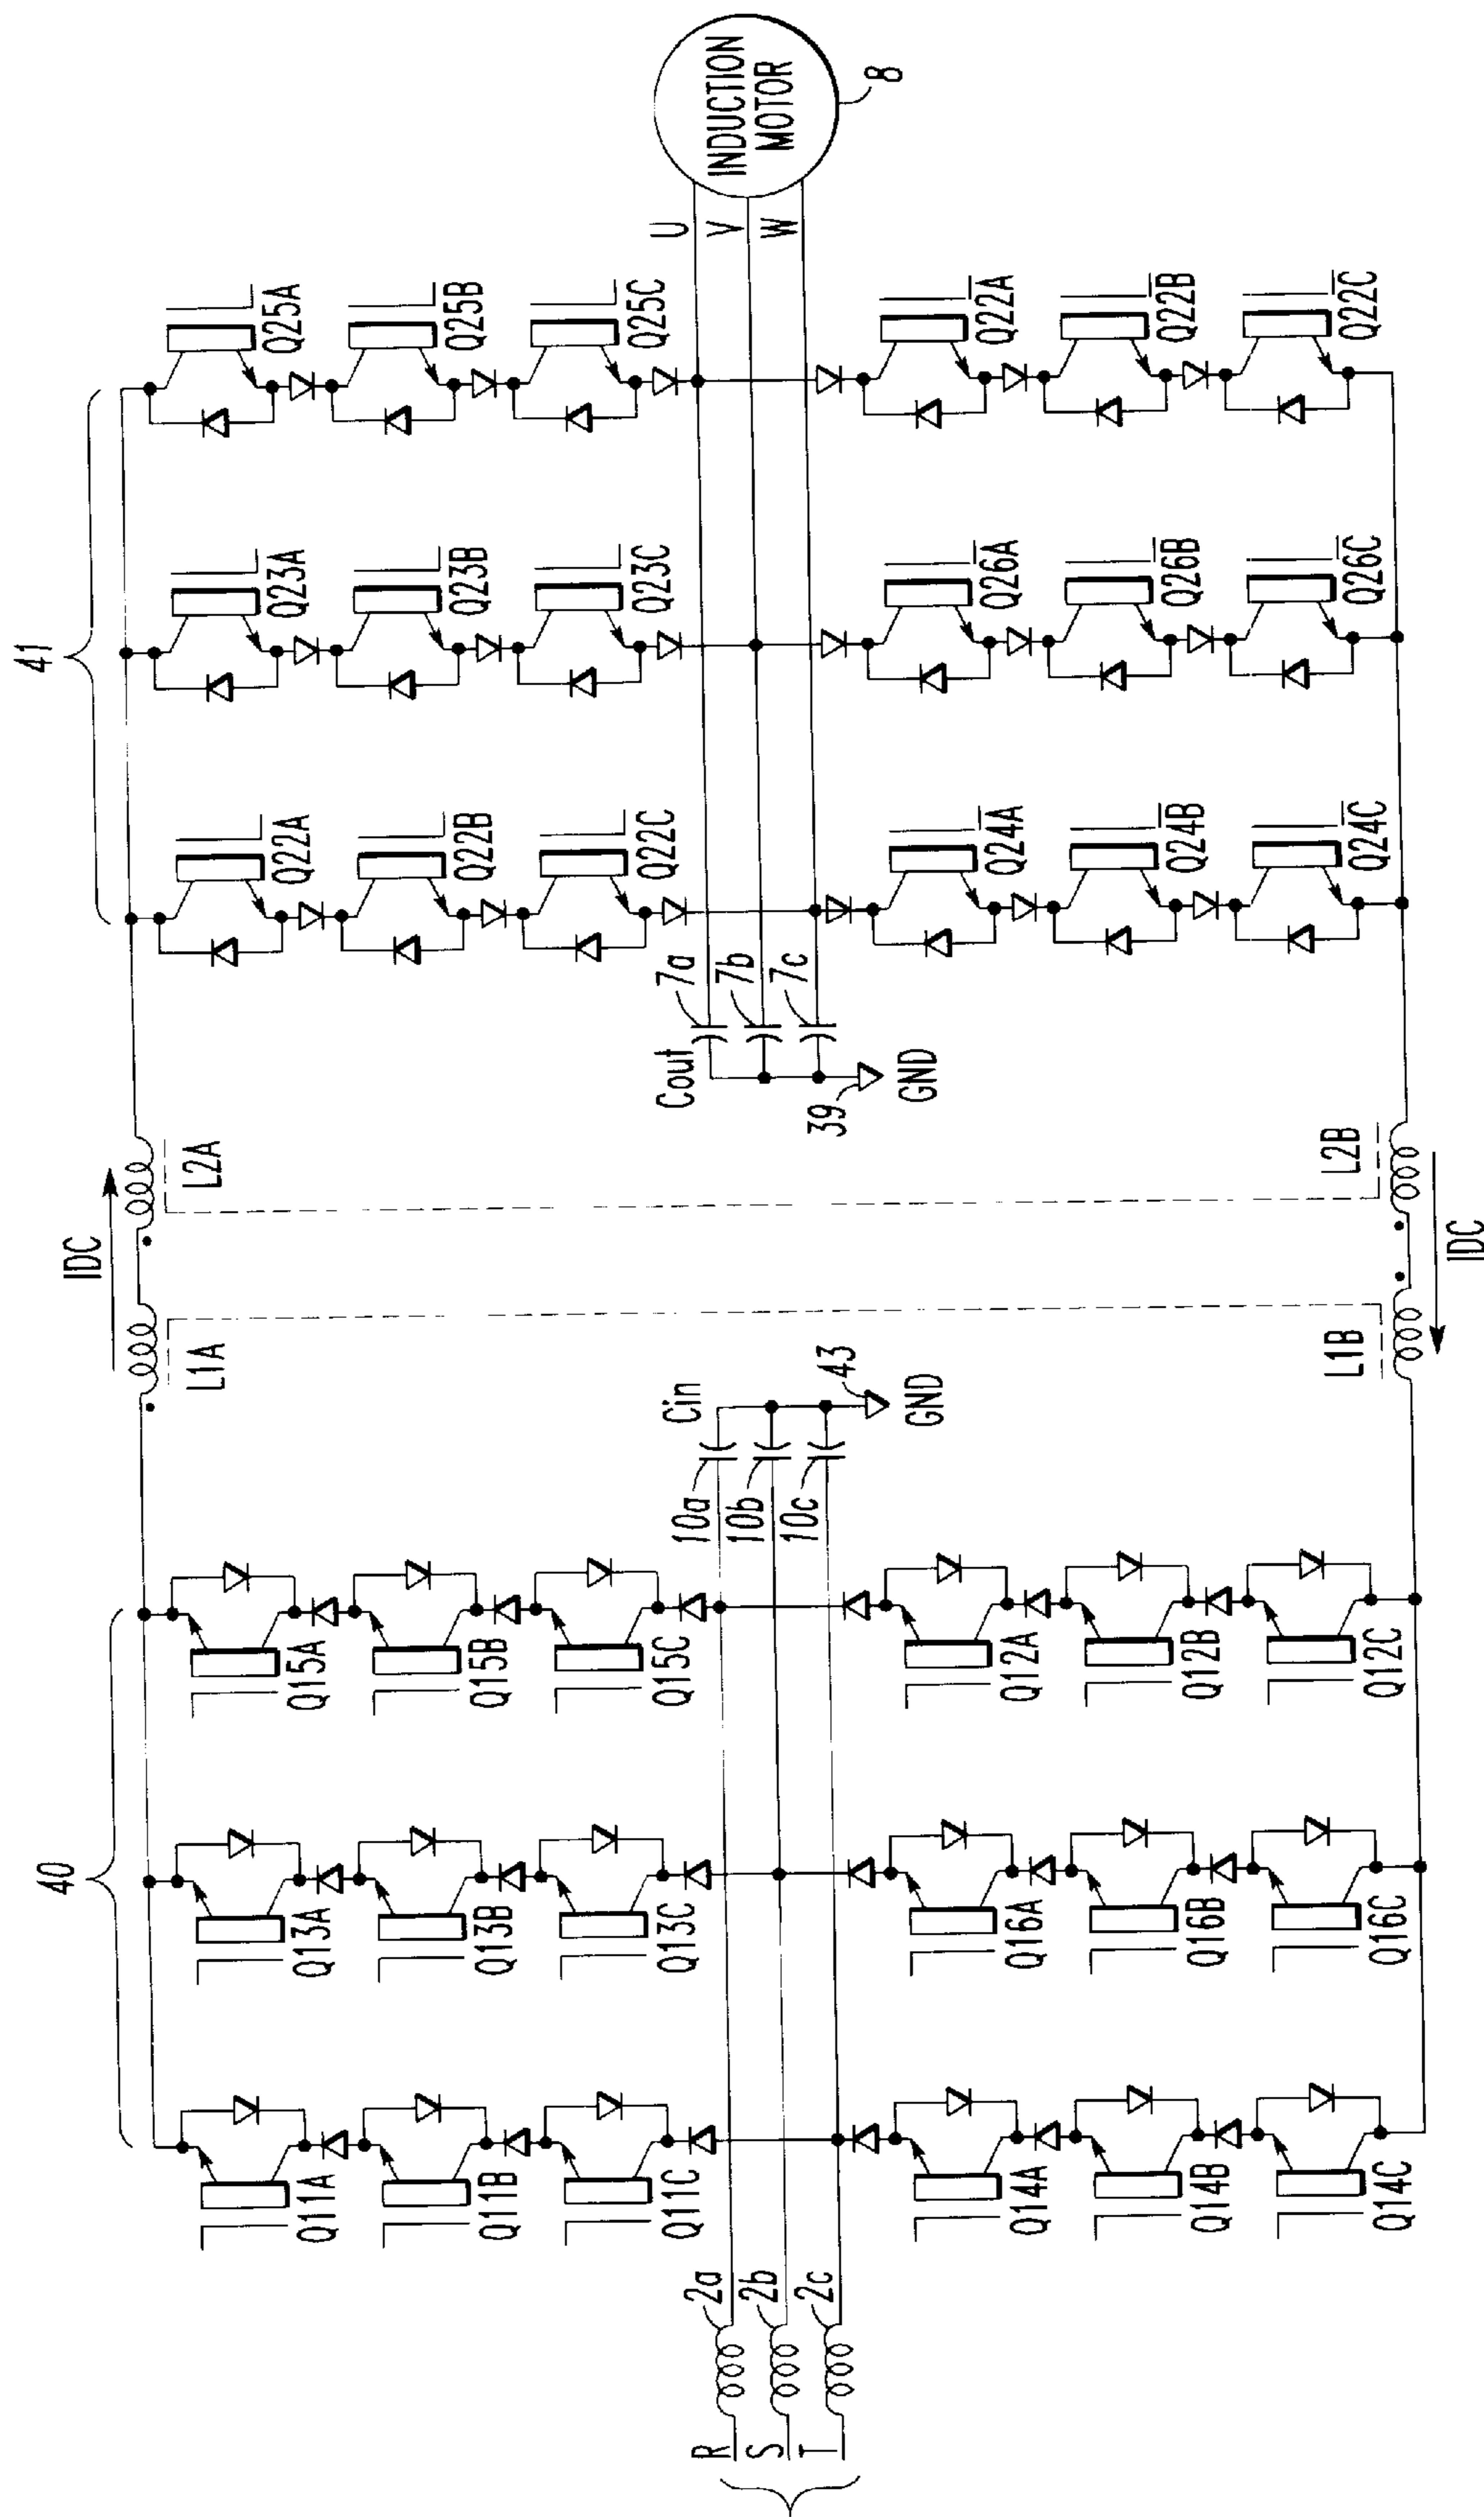 40
41
IDC
L1A
L2A
Q11A
Q13A
Q15A
Q22A
Q23A
Q25A
Q11B
Q13B
Q15B
Q22B
Q23B
Q25B
Q11C
Q13C
Q15C
Q22C
Q23C
Q25C
R
S
T
2a
2b
2c
10a
10b
10c
Cin
43
GND
Cout
7a
7b
7c
39
GND
U
V
W
INDUCTION
MOTOR
8
Q14A
Q16A
Q12A
Q24A
Q26A
Q22A
Q14B
Q16B
Q12B
Q24B
Q26B
Q22B
Q14C
Q16C
Q12C
Q24C
Q26C
Q22C
L1B
L2B
IDC